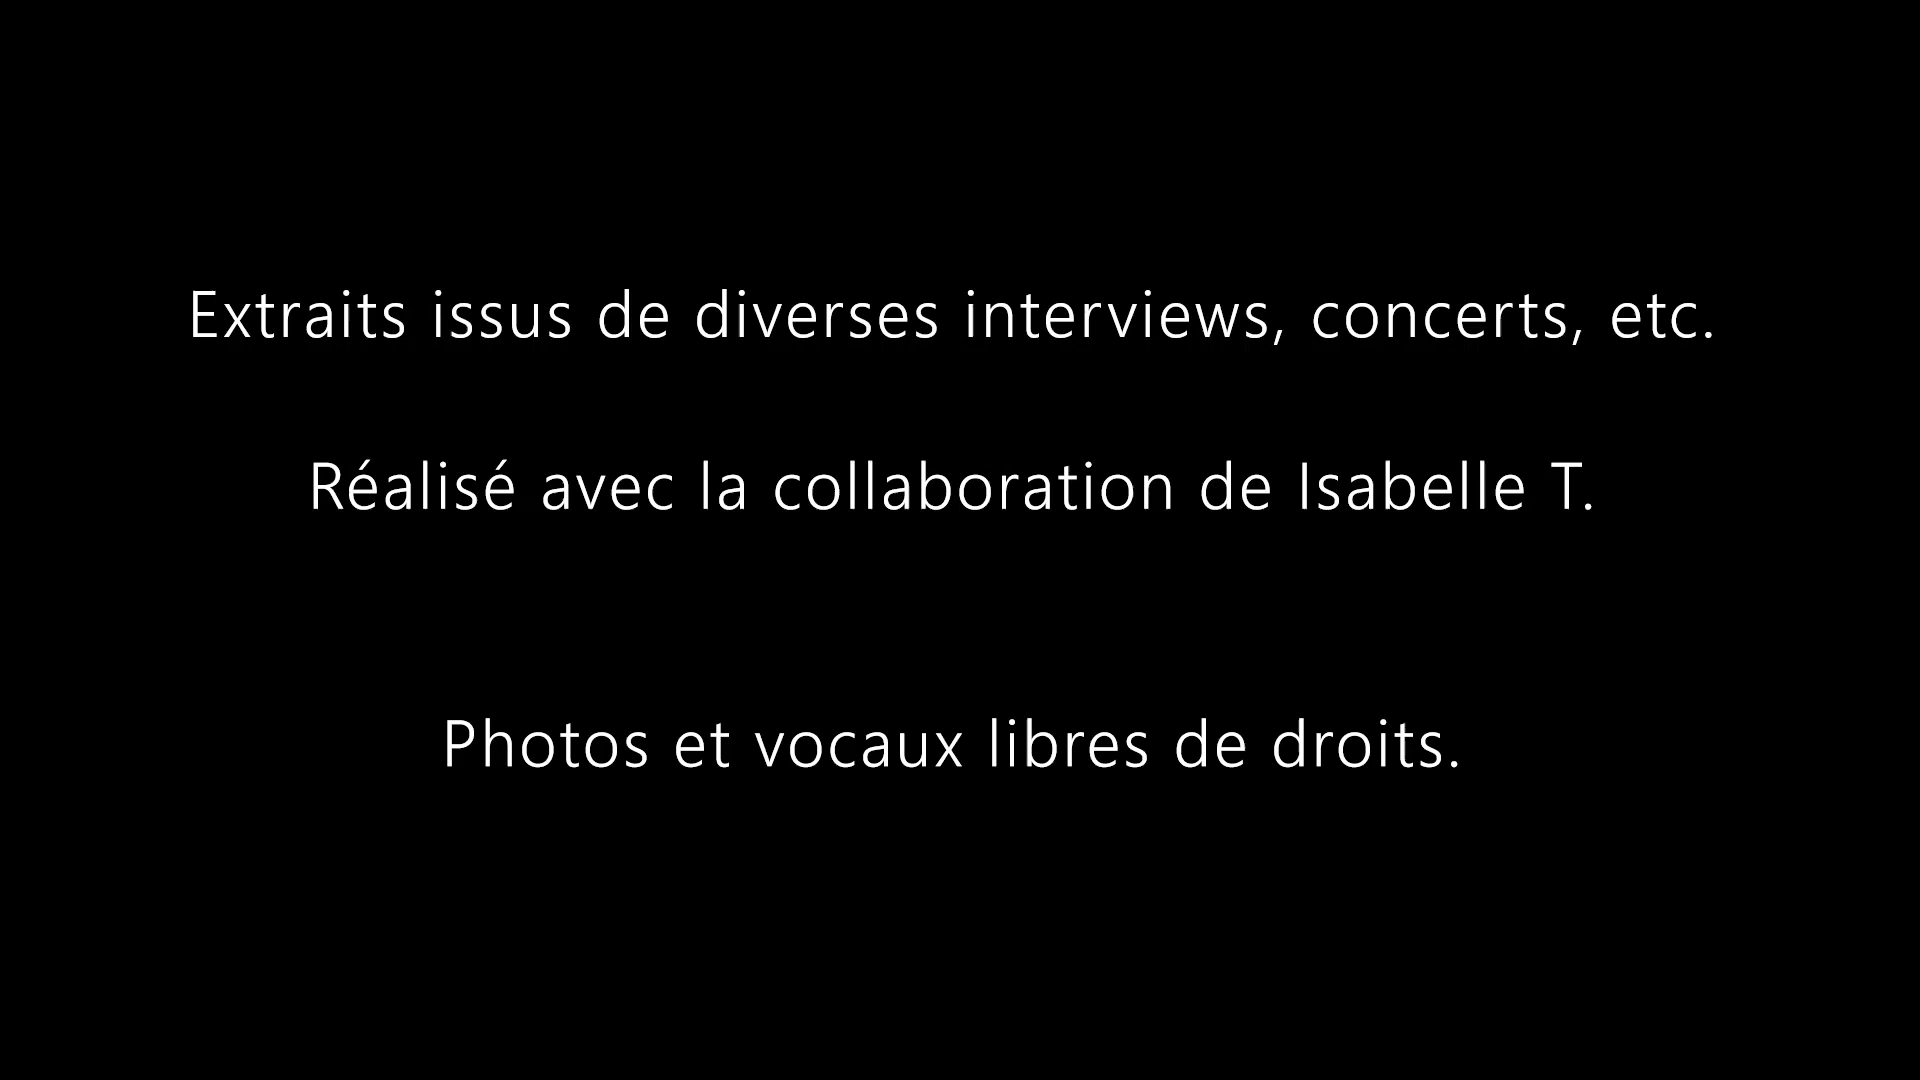 Extraits issus de diverses interviews, concerts, etc.
Réalisé avec la collaboration de Isabelle T.
Photos et vocaux libres de droits.